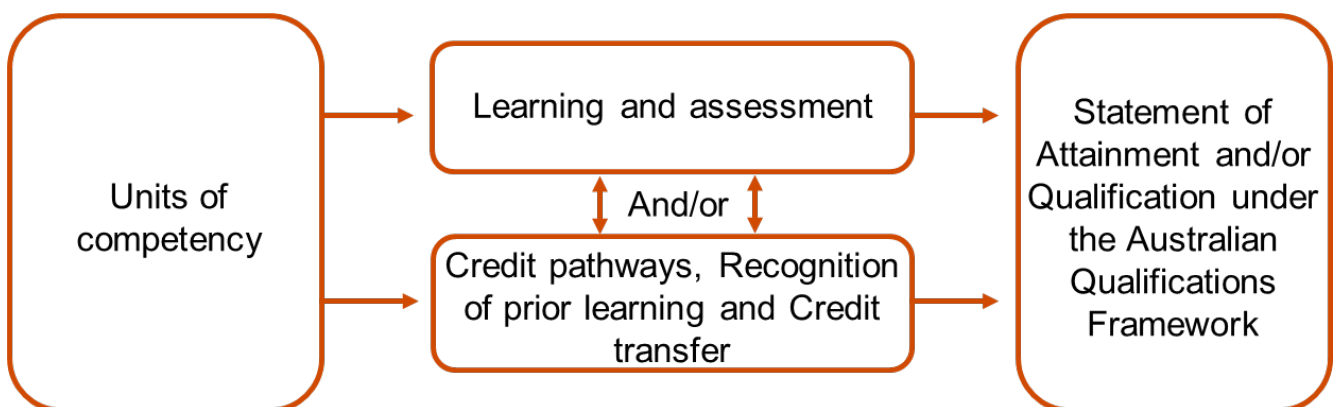 Units of
competency
Learning and assessment
And/or
Credit pathways, Recognition
of prior learning and Credit
transfer
Statement of
Attainment and/or
Qualification under
the Australian
Qualifications
Framework